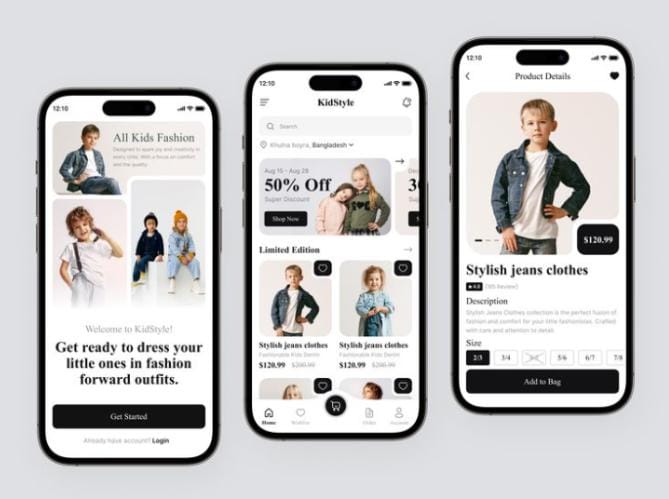 12:10
All Kids Fashion
Designed to spark joy and creativity in
every child. With a focus on comfort
and the quality
Welcome to KidStyle!
Get ready to dress your
little ones in fashion
forward outfits.
Get Started
Already have account? Login
12:10
KidStyle
Search
Khulna boyra, Bangladesh
Aug 15 - Aug 28
50% Off
Super Discount
Shop Now
Limited Edition
Stylish jeans clothes
Fashionable Kids Denim
$120.99 $200.99
Stylish jeans clothes
Fashionable Kids Denim
$120.99 $200.99
Home
Wishlist
Order
Account
12:10
Product Details
$120.99
Stylish jeans clothes
4.8 (185 Review)
Description
Stylish Jeans Clothes collection is the perfect fusion of
fashion and comfort for your little fashionistas. Crafted
with care and attention to detail.
Size
2/3 3/4 5/6 6/7 7/8
Add to Bag